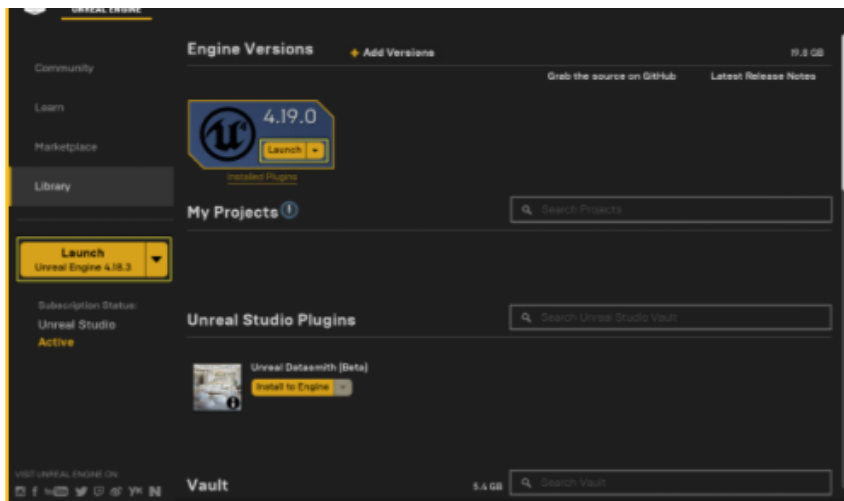 UNREAL ENGINE
Engine Versions
+ Add Versions
19.8 GB
Community
Grab the source on GitHub
Latest Release Notes
Learn
4.19.0
Launch
Marketplace
Installed Plugins
Library
My Projects
Search Projects
Launch
Unreal Engine 4.18.3
Subscription Status:
Unreal Studio
Active
Unreal Studio Plugins
Search Unreal Studio Vault
Unreal Datasmith (Beta)
Install to Engine
VISIT UNREAL ENGINE ON
Vault
5.4 GB
Search Vault